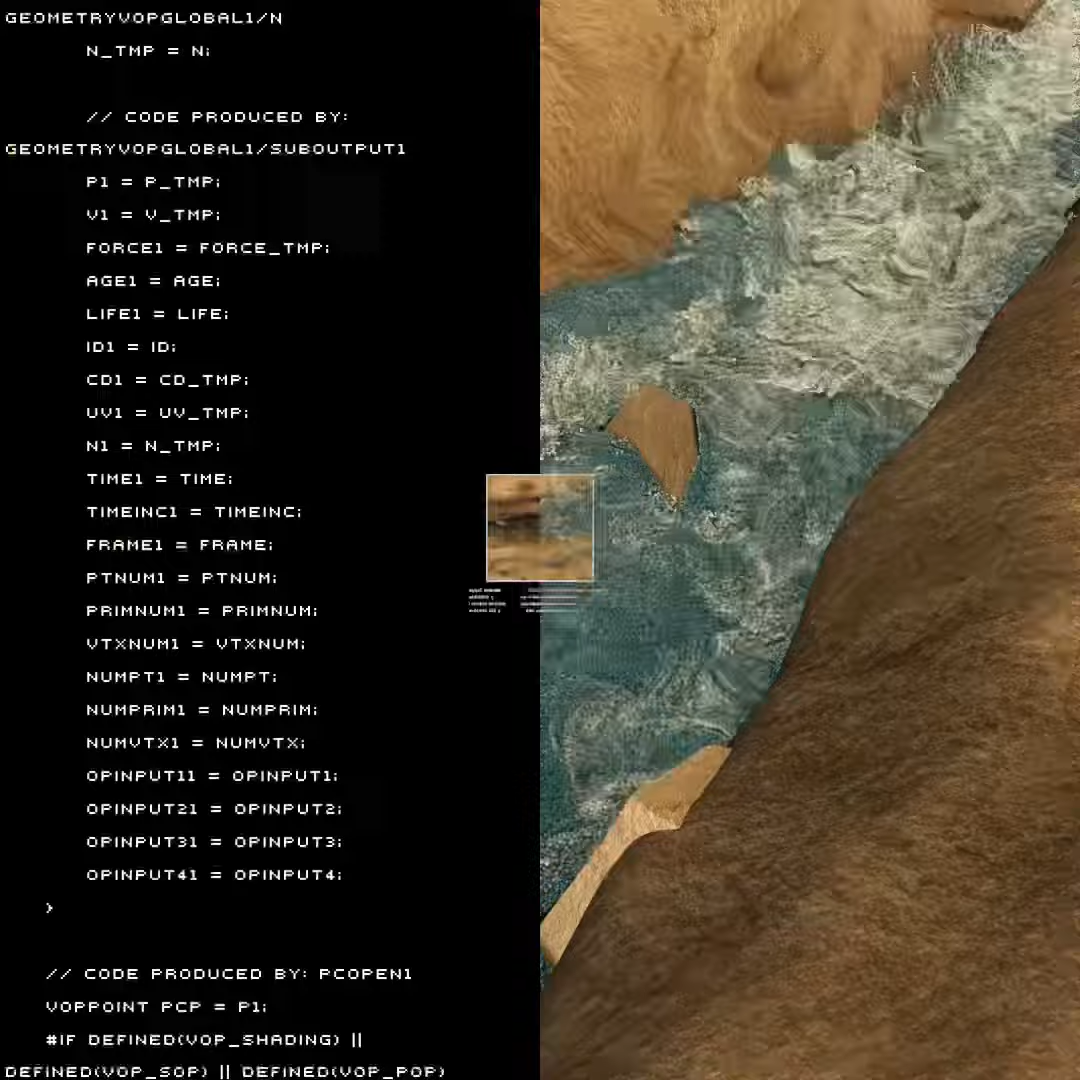 GEOMETRYVOPGLOBAL1/N
N_TMP = N;
// CODE PRODUCED BY:
GEOMETRYVOPGLOBAL1/SUBOUTPUT1
P1 = P_TMP;
V1 = V_TMP;
FORCE1 = FORCE_TMP;
AGE1 = AGE;
LIFE1 = LIFE;
ID1 = ID;
CD1 = CD_TMP;
UV1 = UV_TMP;
N1 = N_TMP;
TIME1 = TIME;
TIMEINC1 = TIMEINC;
FRAME1 = FRAME;
PTNUM1 = PTNUM;
PRIMNUM1 = PRIMNUM;
VTXNUM1 = VTXNUM;
NUMPT1 = NUMPT;
NUMPRIM1 = NUMPRIM;
NUMVTX1 = NUMVTX;
OPINPUT11 = OPINPUT1;
OPINPUT21 = OPINPUT2;
OPINPUT31 = OPINPUT3;
OPINPUT41 = OPINPUT4;
}
// CODE PRODUCED BY: PCOPEN1
VOPPOINT PCP = P1;
#IF DEFINED(VOP_SHADING) ||
DEFINED(VOP_SOP) || DEFINED(VOP_POP)